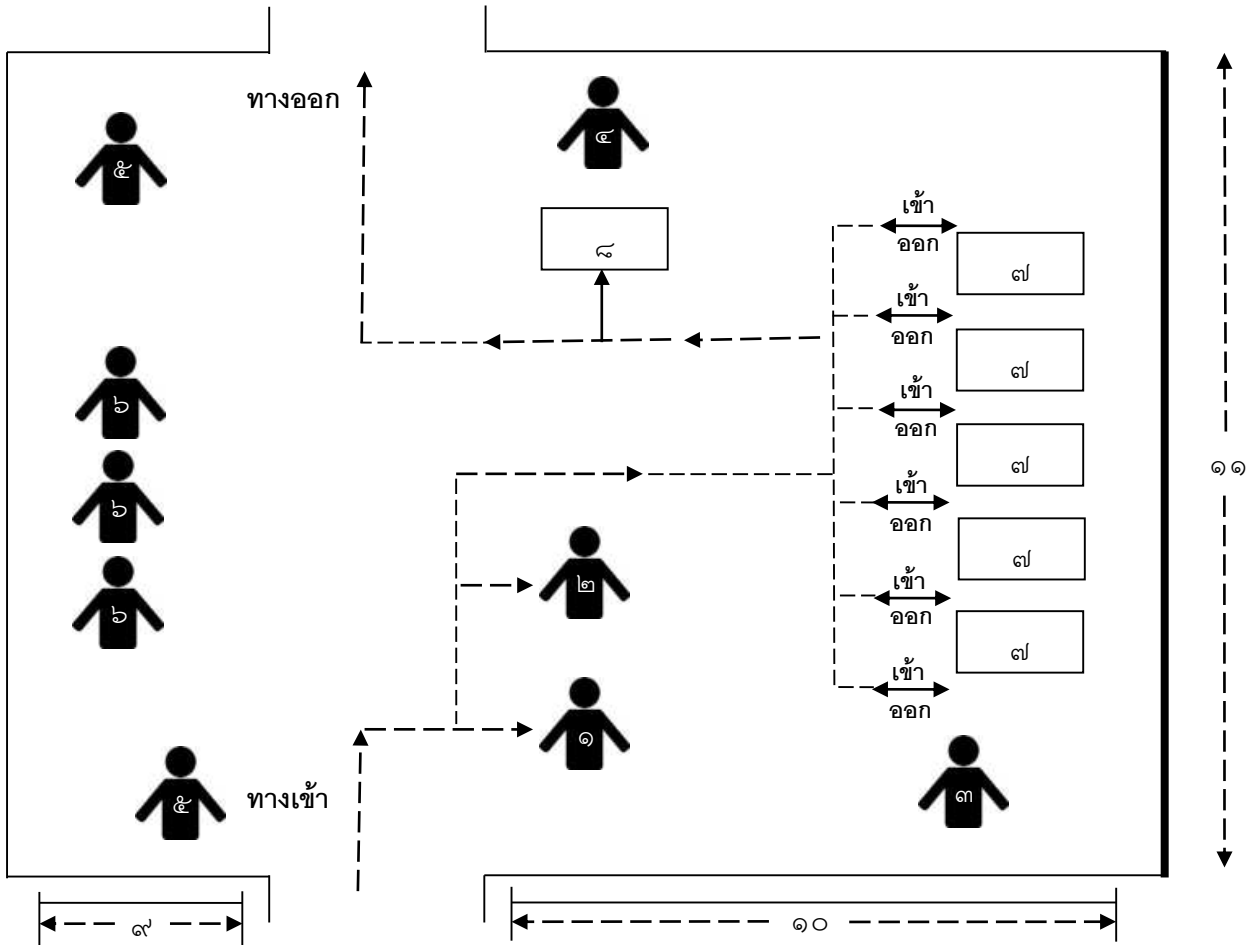 ทางออก
๔
๕
เข้า
ออก
๘
๗
เข้า
ออก
๗
๖
เข้า
ออก
๗
๑๑
๖
เข้า
ออก
๗
๒
๖
เข้า
ออก
๗
เข้า
ออก
๑
๓
๕
ทางเข้า
๙
๑๐